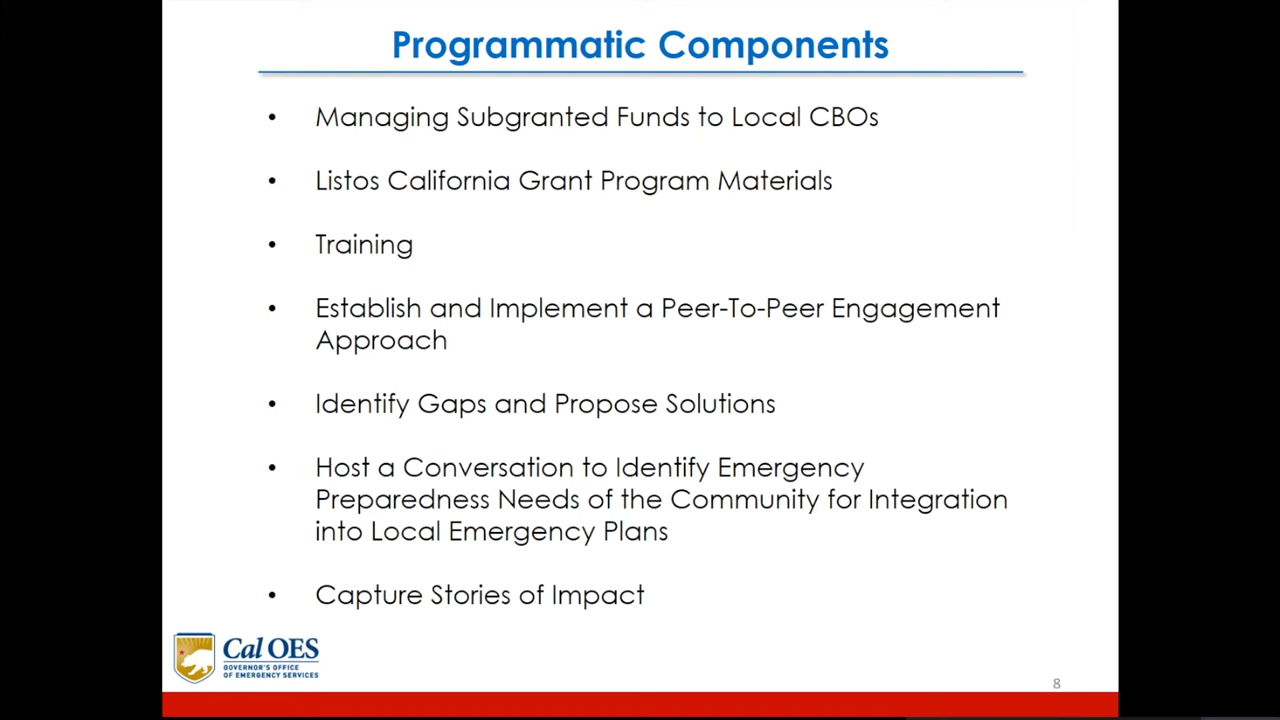 Programmatic Components
• Managing Subgranted Funds to Local CBOs
• Listos California Grant Program Materials
• Training
• Establish and Implement a Peer-To-Peer Engagement
Approach
• Identify Gaps and Propose Solutions
• Host a Conversation to Identify Emergency
Preparedness Needs of the Community for Integration
into Local Emergency Plans
• Capture Stories of Impact
Cal OES
GOVERNOR'S OFFICE
OF EMERGENCY SERVICES
8